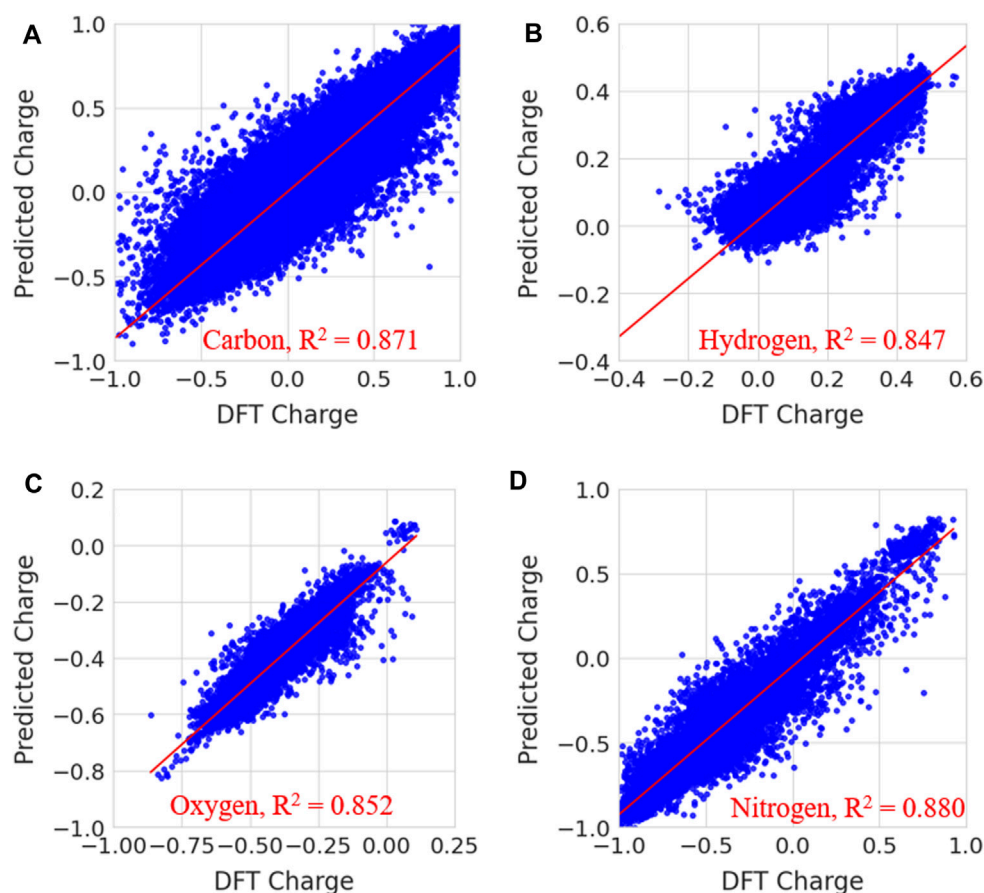 A
1.0
0.5
0.0
−0.5
−1.0
Predicted Charge
Carbon, R² = 0.871
−1.0 −0.5 0.0 0.5 1.0
DFT Charge
B
0.6
0.4
0.2
0.0
−0.2
−0.4
Predicted Charge
Hydrogen, R² = 0.847
−0.4 −0.2 0.0 0.2 0.4 0.6
DFT Charge
C
0.2
0.0
−0.2
−0.4
−0.6
−0.8
−1.0
Predicted Charge
Oxygen, R² = 0.852
−1.00 −0.75 −0.50 −0.25 0.00 0.25
DFT Charge
D
1.0
0.5
0.0
−0.5
−1.0
Predicted Charge
Nitrogen, R² = 0.880
−1.0 −0.5 0.0 0.5 1.0
DFT Charge